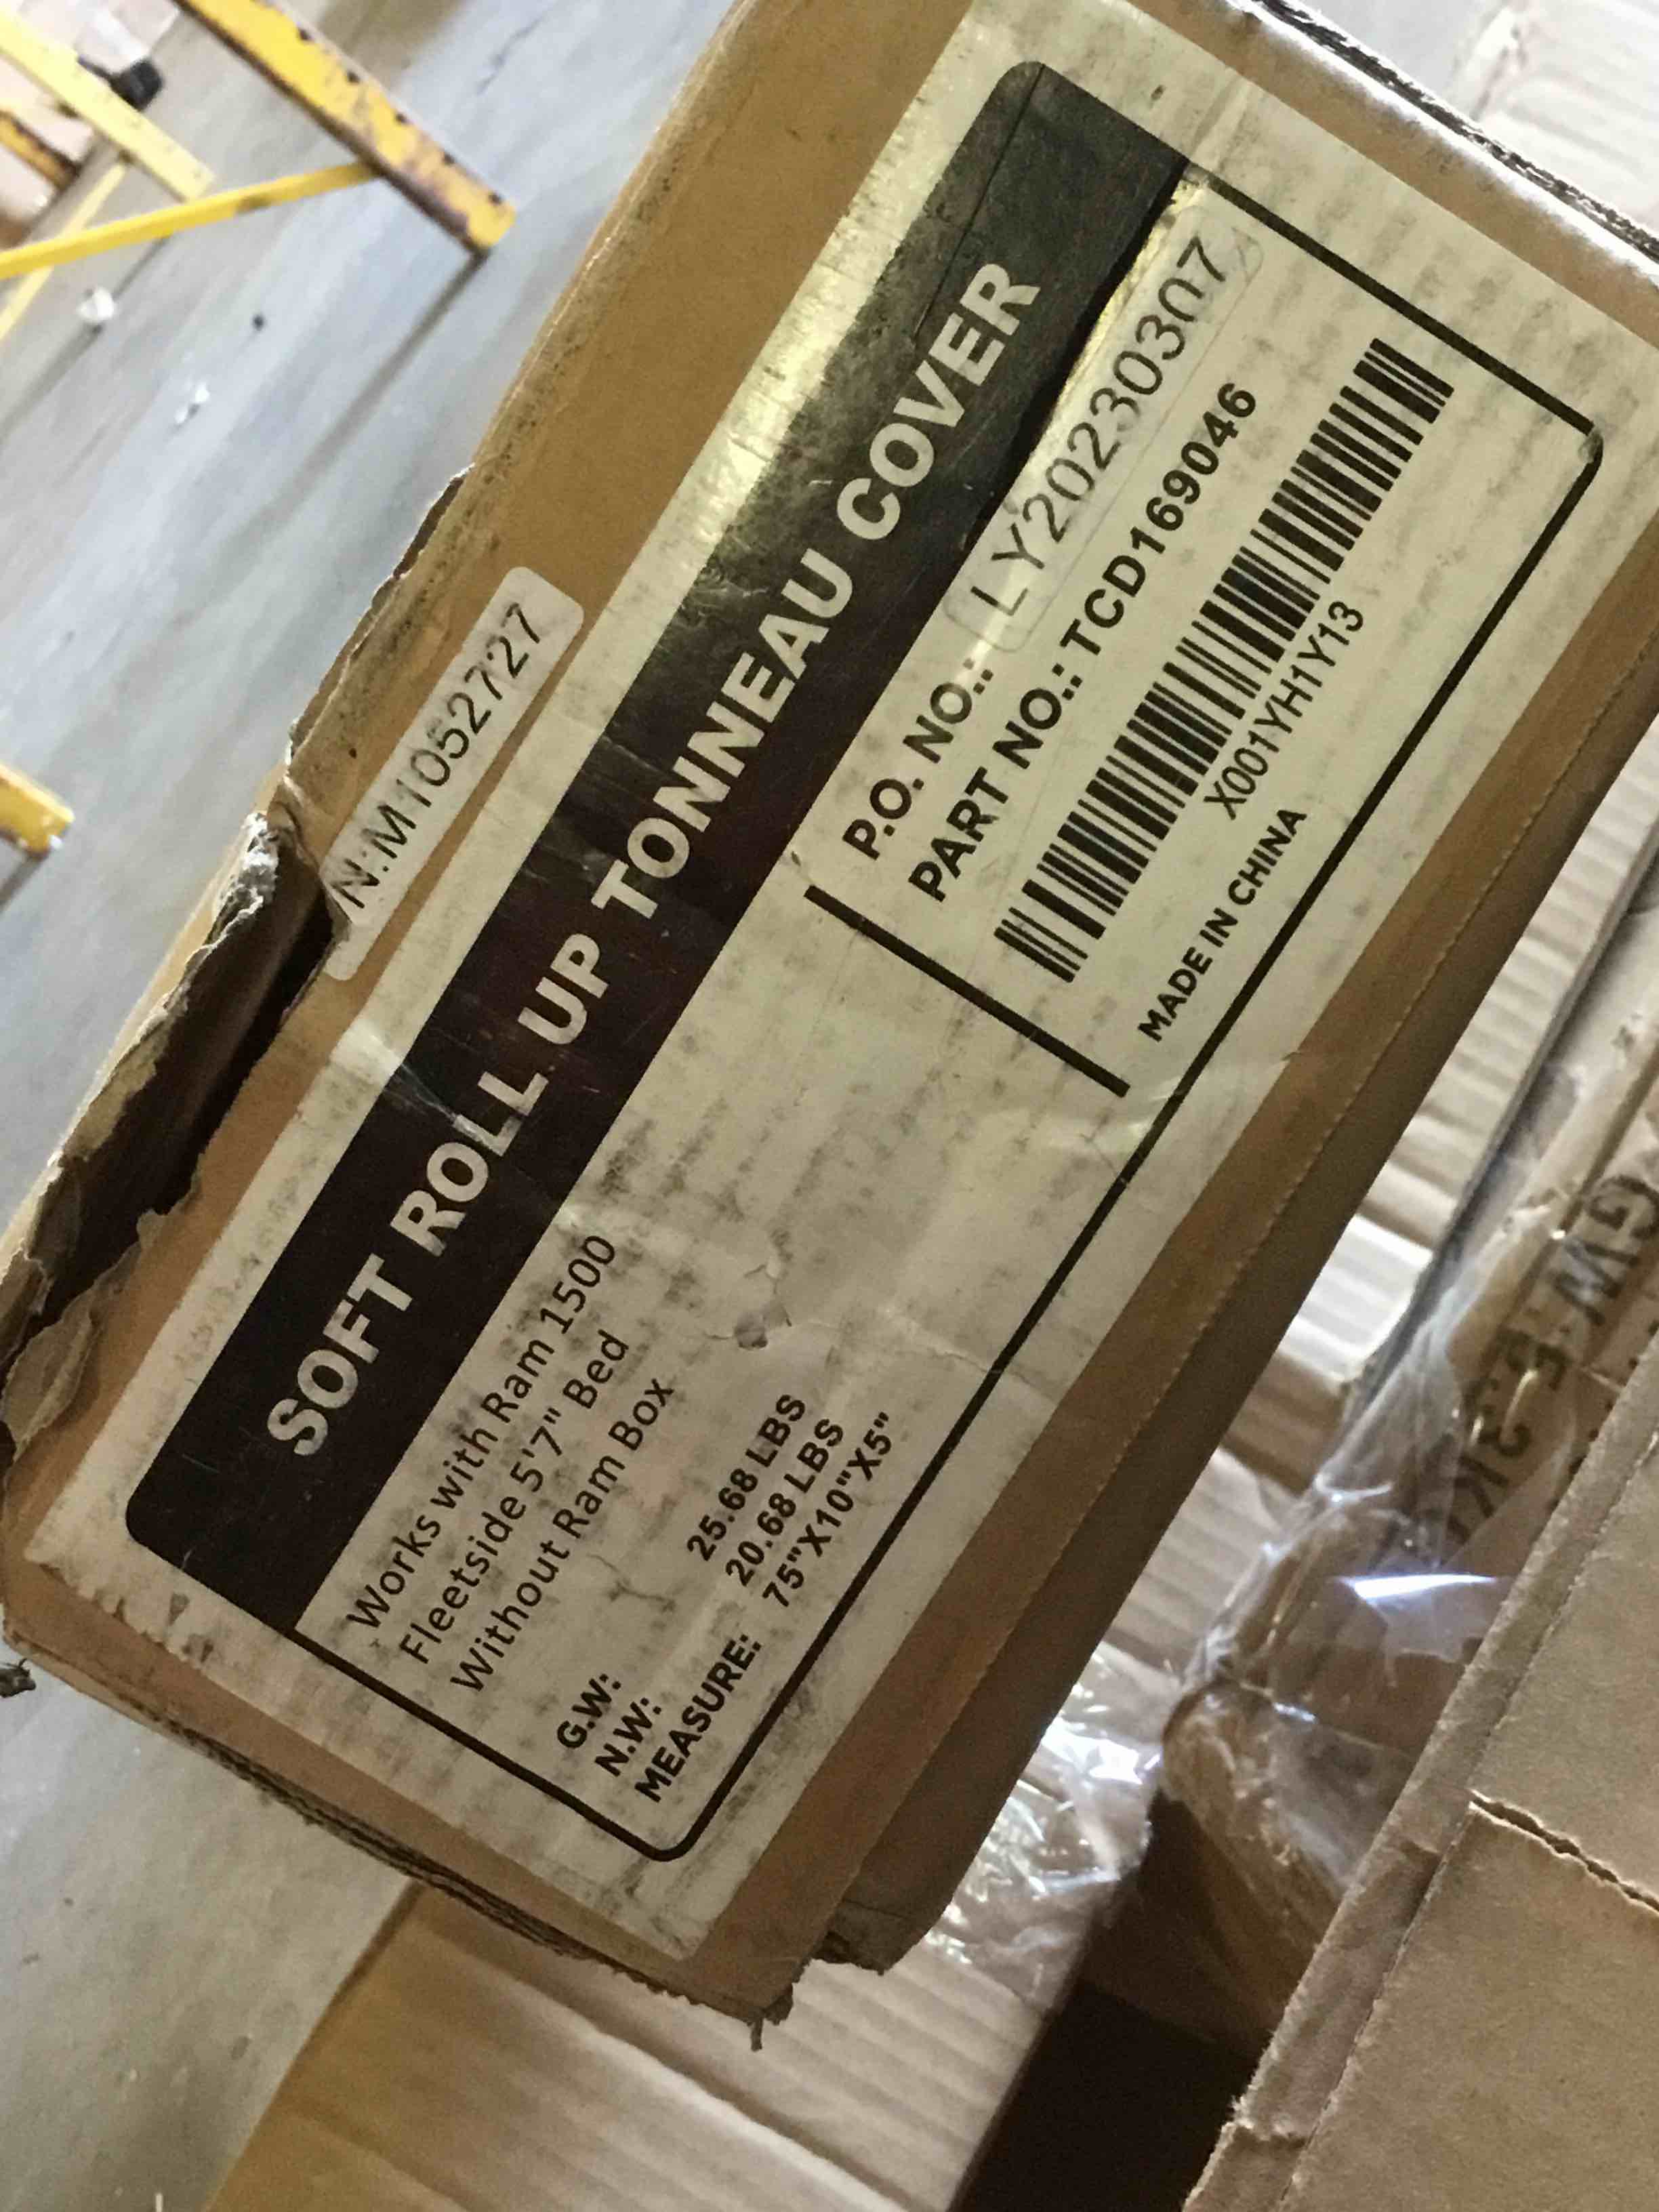 N:M1052727
SOFT ROLL UP TONNEAU COVER
Works with Ram 1500
Fleetside 5'7" Bed
Without Ram Box
G.W: 25.68 LBS
N.W: 20.68 LBS
MEASURE: 75"X10"X5"
P.O. NO.: LY20230307
PART NO.: TCD169046
X001YH1Y13
MADE IN CHINA
GW